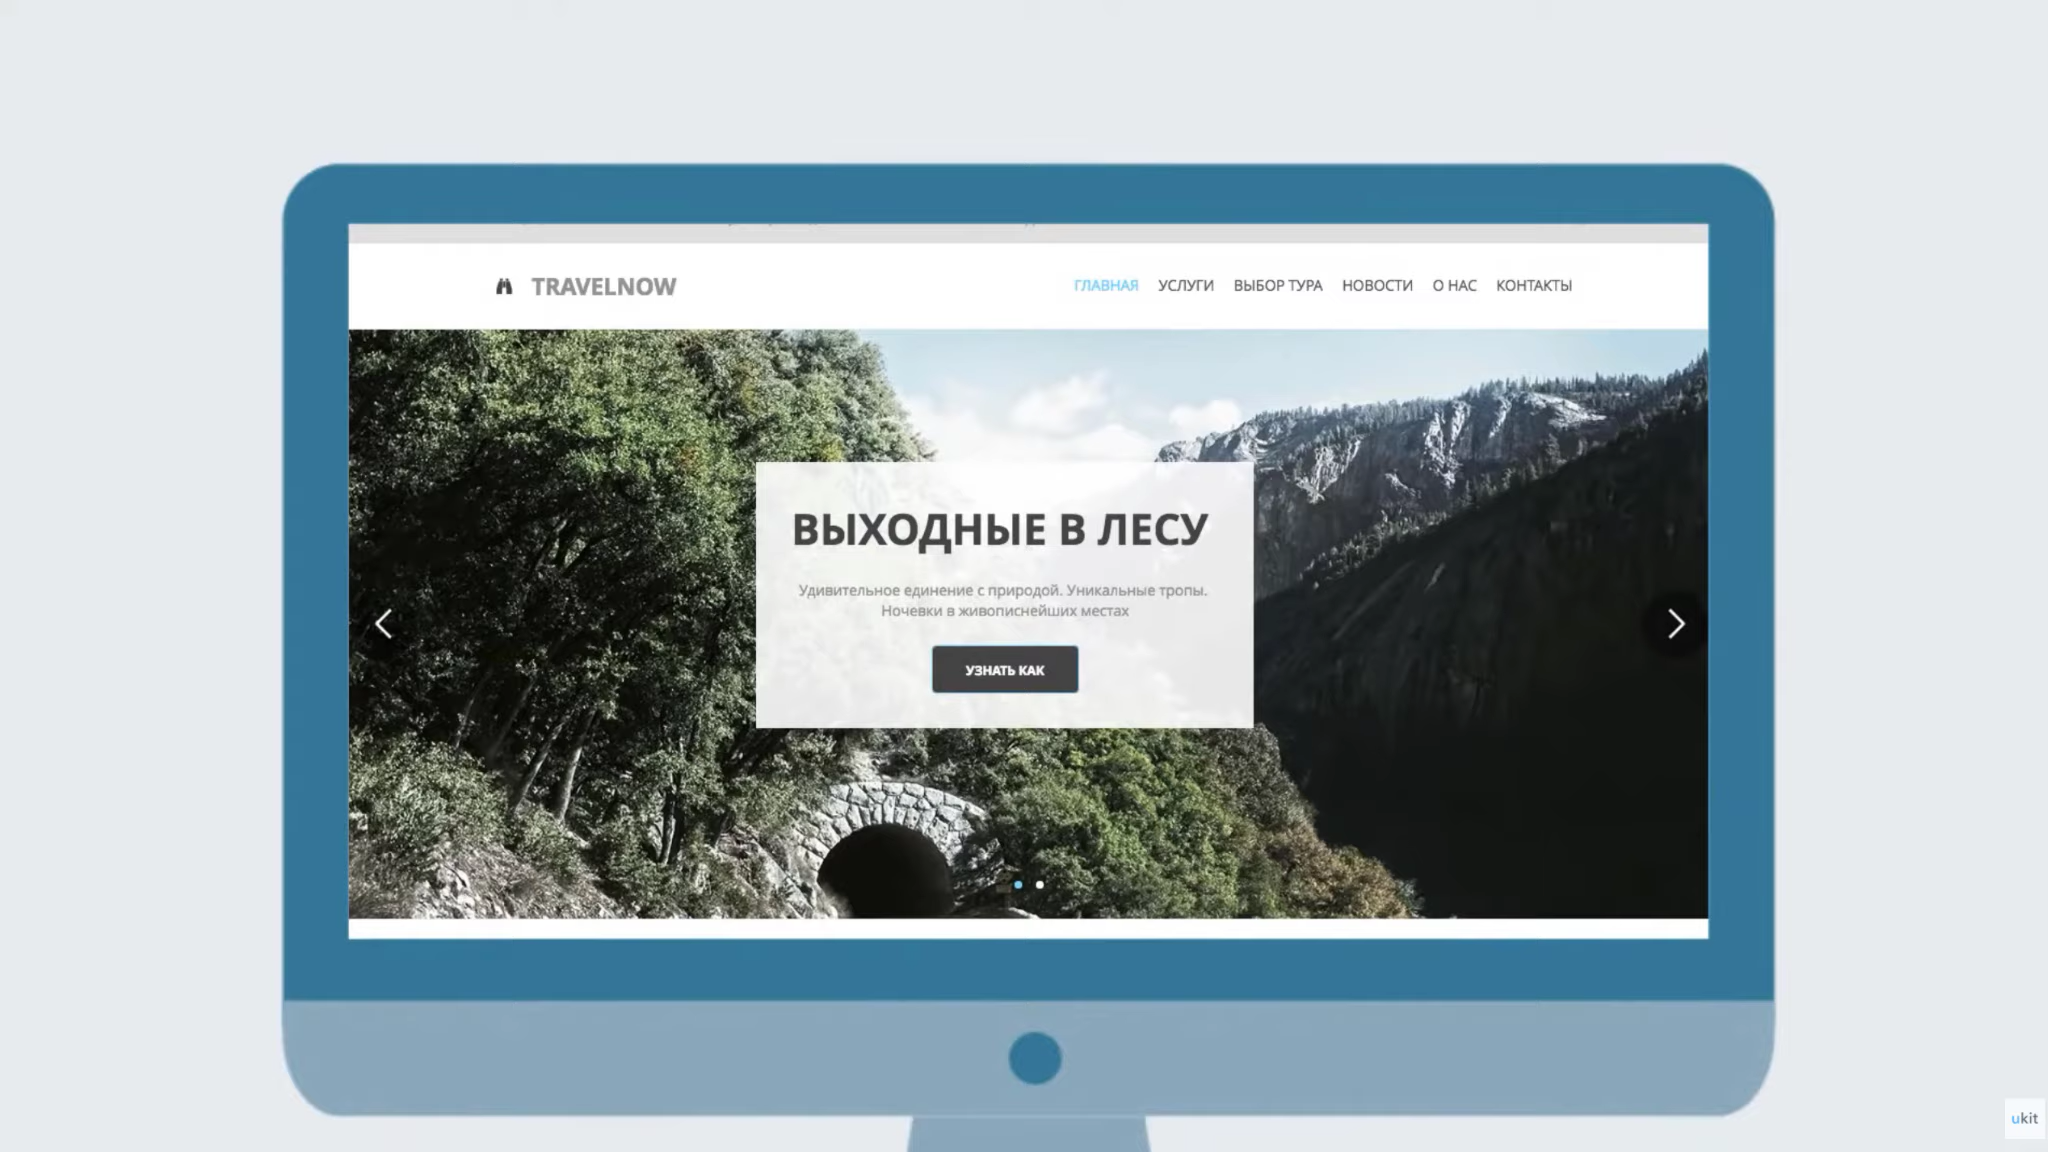 TRAVELNOW
ГЛАВНАЯ УСЛУГИ ВЫБОР ТУРА НОВОСТИ О НАС КОНТАКТЫ
ВЫХОДНЫЕ В ЛЕСУ
Удивительное единение с природой. Уникальные тропы.
Ночевки в живописнейших местах
УЗНАТЬ КАК
ukit